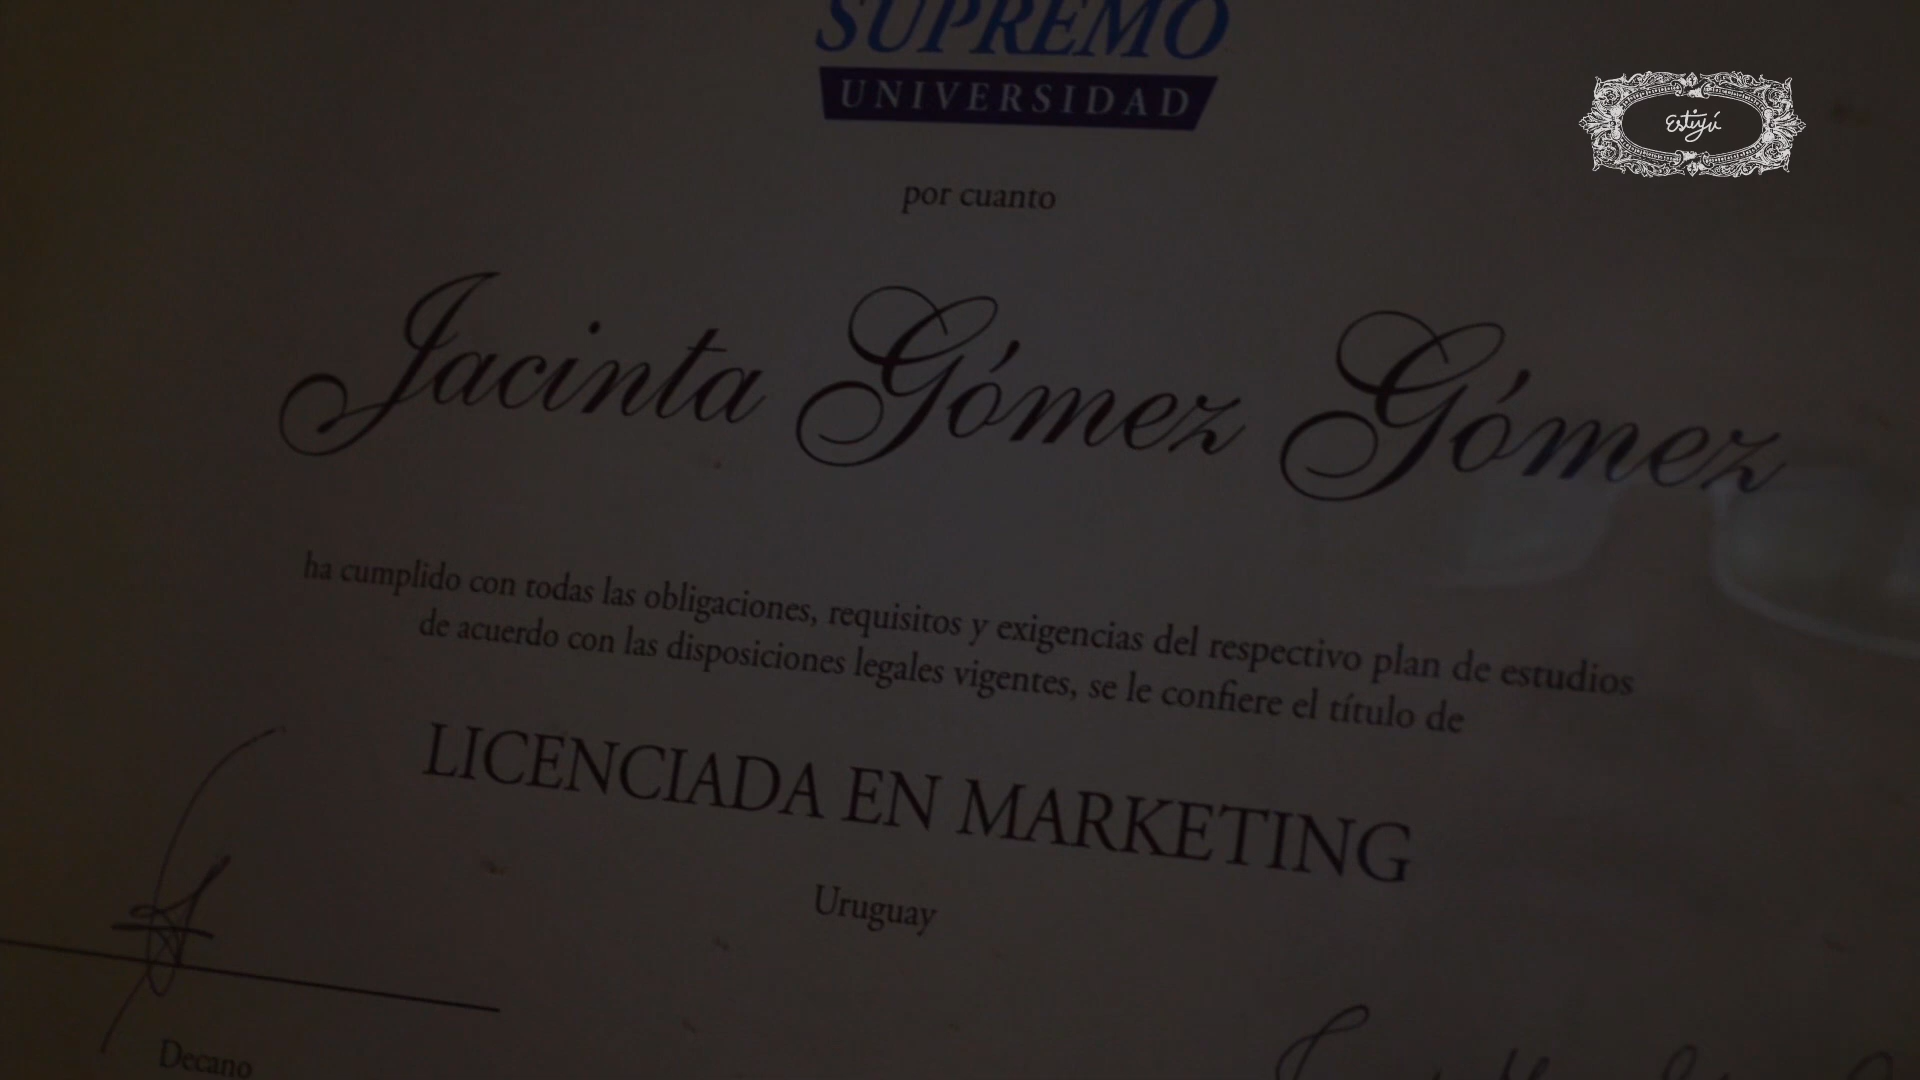 SUPREMO
UNIVERSIDAD
Estiyú
por cuanto
Jacinta Gómez Gómez
ha cumplido con todas las obligaciones, requisitos y exigencias del respectivo plan de estudios
de acuerdo con las disposiciones legales vigentes, se le confiere el título de
LICENCIADA EN MARKETING
Uruguay
Decano